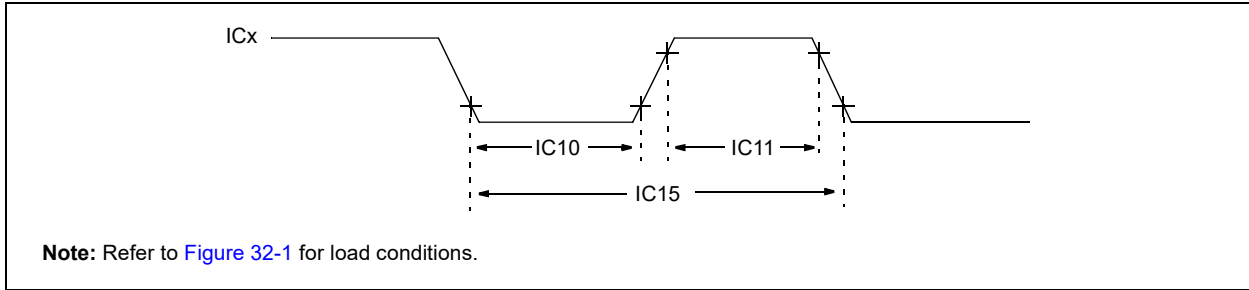 ICx
IC10
IC11
IC15
Note: Refer to Figure 32-1 for load conditions.